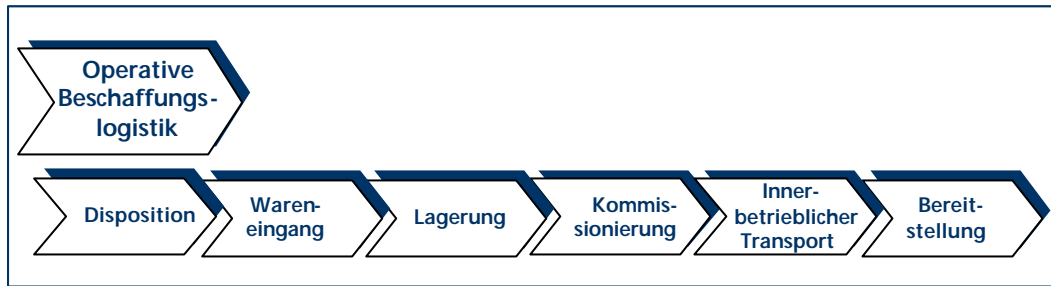 Operative
Beschaffungs-
logistik
Disposition
Waren-
eingang
Lagerung
Kommis-
sionierung
Inner-
betrieblicher
Transport
Bereit-
stellung